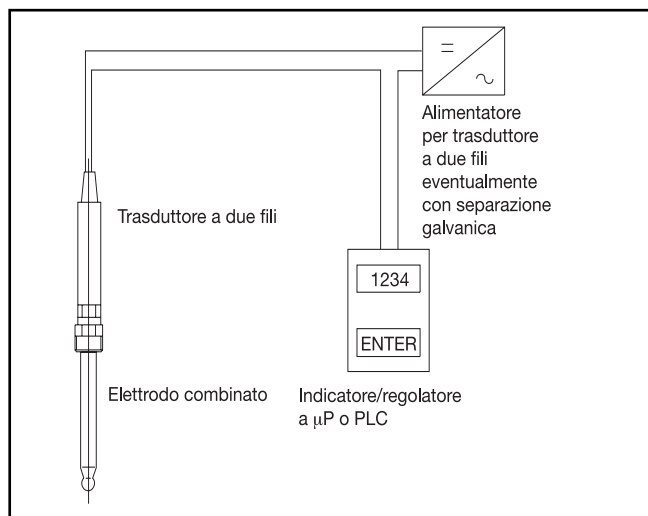 Alimentatore
per trasduttore
a due fili
eventualmente
con separazione
galvanica
Trasduttore a due fili
1234
ENTER
Elettrodo combinato
Indicatore/regolatore
a µP o PLC